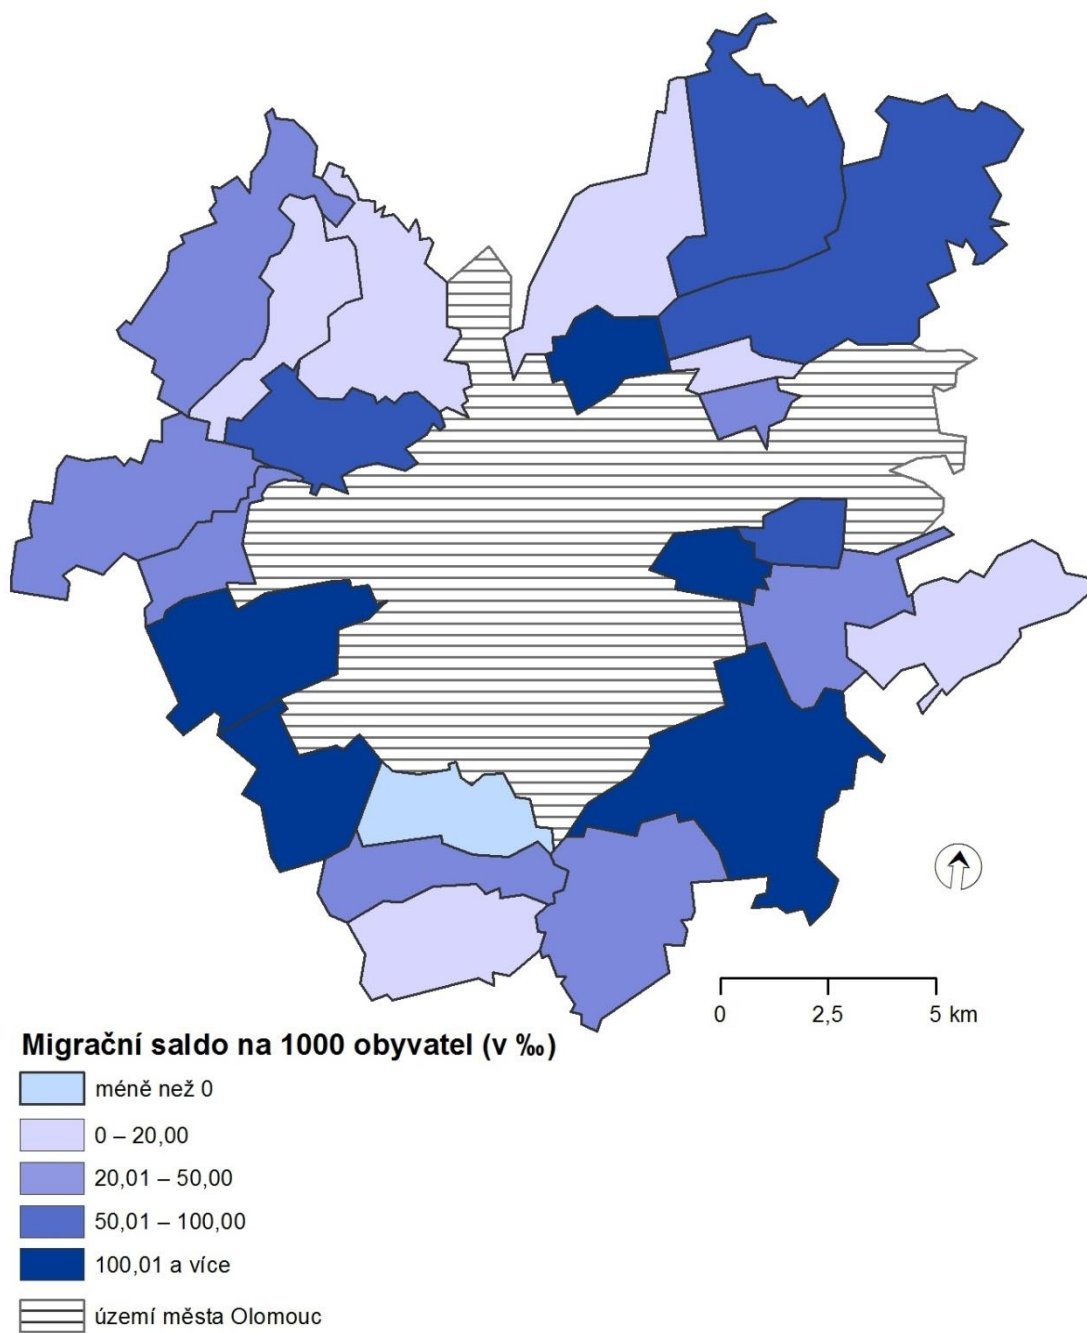 0 2,5 5 km
Migrační saldo na 1000 obyvatel (v ‰)
méně než 0
0 – 20,00
20,01 – 50,00
50,01 – 100,00
100,01 a více
území města Olomouc